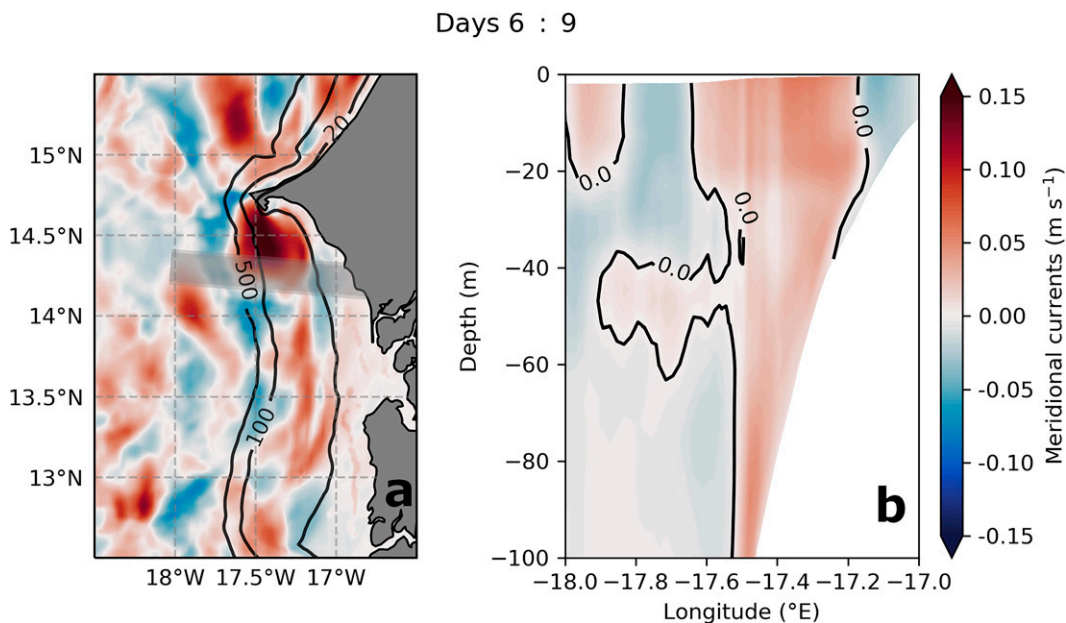 Days 6 : 9
15°N
14.5°N
14°N
13.5°N
13°N
18°W
17.5°W
17°W
20
500
100
a
0
−20
−40
−60
−80
−100
Depth (m)
0.0
0.0
0.0
0.0
b
−18.0
−17.8
−17.6
−17.4
−17.2
−17.0
Longitude (°E)
0.15
0.10
0.05
0.00
-0.05
-0.10
-0.15
Meridional currents (m s⁻¹)